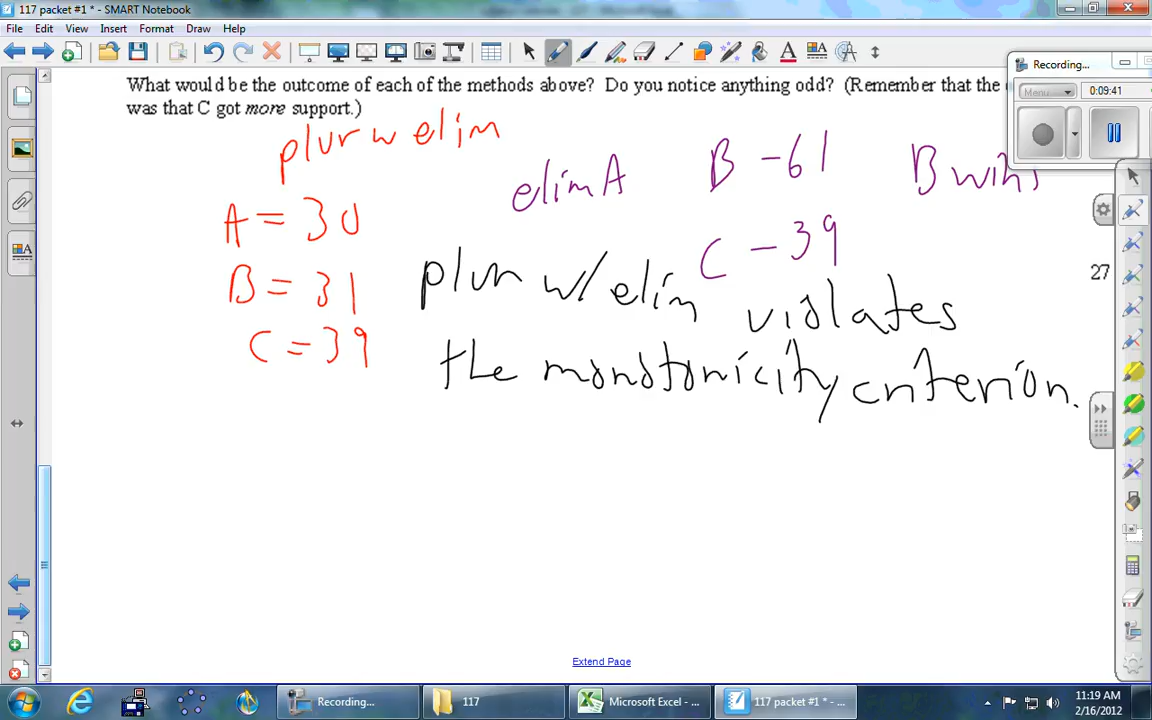 117 packet #1 * - SMART Notebook
File Edit View Insert Format Draw Help
Recording...
Menu
0:09:41
What would be the outcome of each of the methods above? Do you notice anything odd? (Remember that the
was that C got more support.)
plur w elim
elim A
B - 61
B wins
C - 39
A = 30
B = 31
C = 39
plur w/ elim violates
the monotonicity criterion.
27
Extend Page
Recording...
117
Microsoft Excel - ...
117 packet #1 * - ...
11:19 AM
2/16/2012